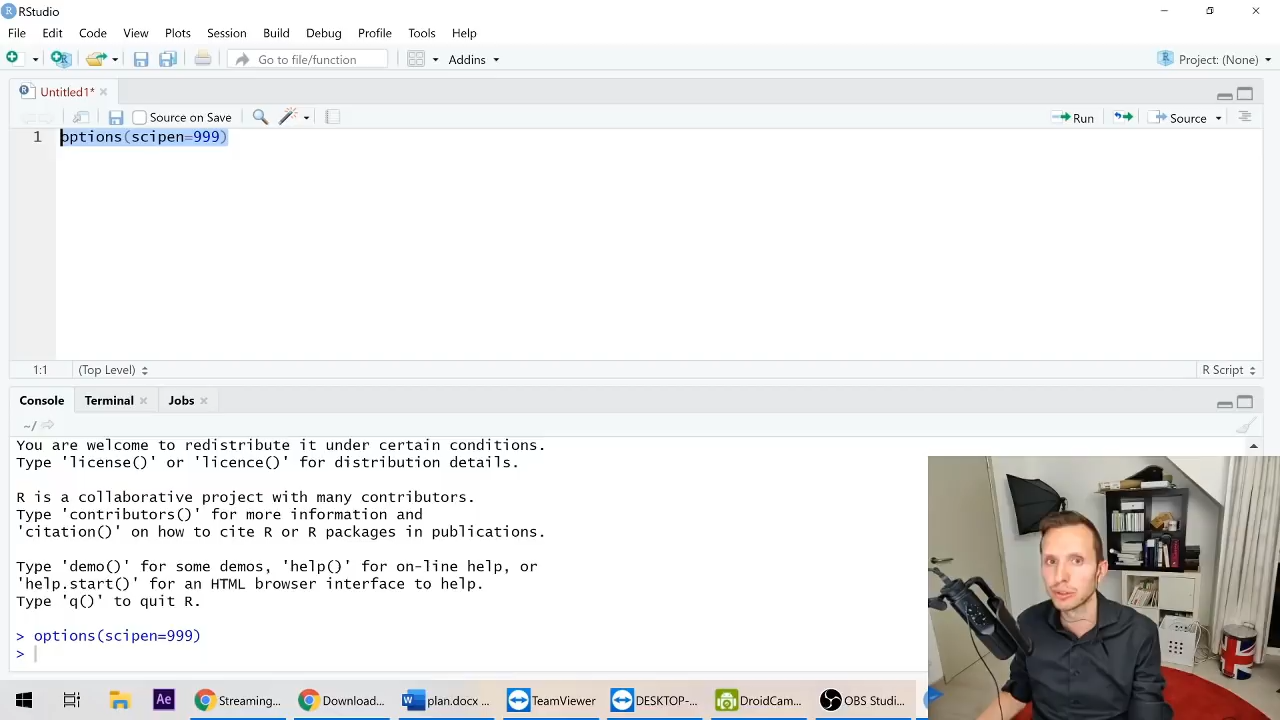 RStudio
File Edit Code View Plots Session Build Debug Profile Tools Help
Go to file/function Addins Project: (None)
Untitled1*
Source on Save Run Source
1 options(scipen=999)
1:1 (Top Level) R Script
Console Terminal Jobs
~/
You are welcome to redistribute it under certain conditions.
Type 'license()' or 'licence()' for distribution details.
R is a collaborative project with many contributors.
Type 'contributors()' for more information and
'citation()' on how to cite R or R packages in publications.
Type 'demo()' for some demos, 'help()' for on-line help, or
'help.start()' for an HTML browser interface to help.
Type 'q()' to quit R.
> options(scipen=999)
>
Ae Streaming... Download... plan.docx ... TeamViewer DESKTOP-... DroidCam... OBS Studi...